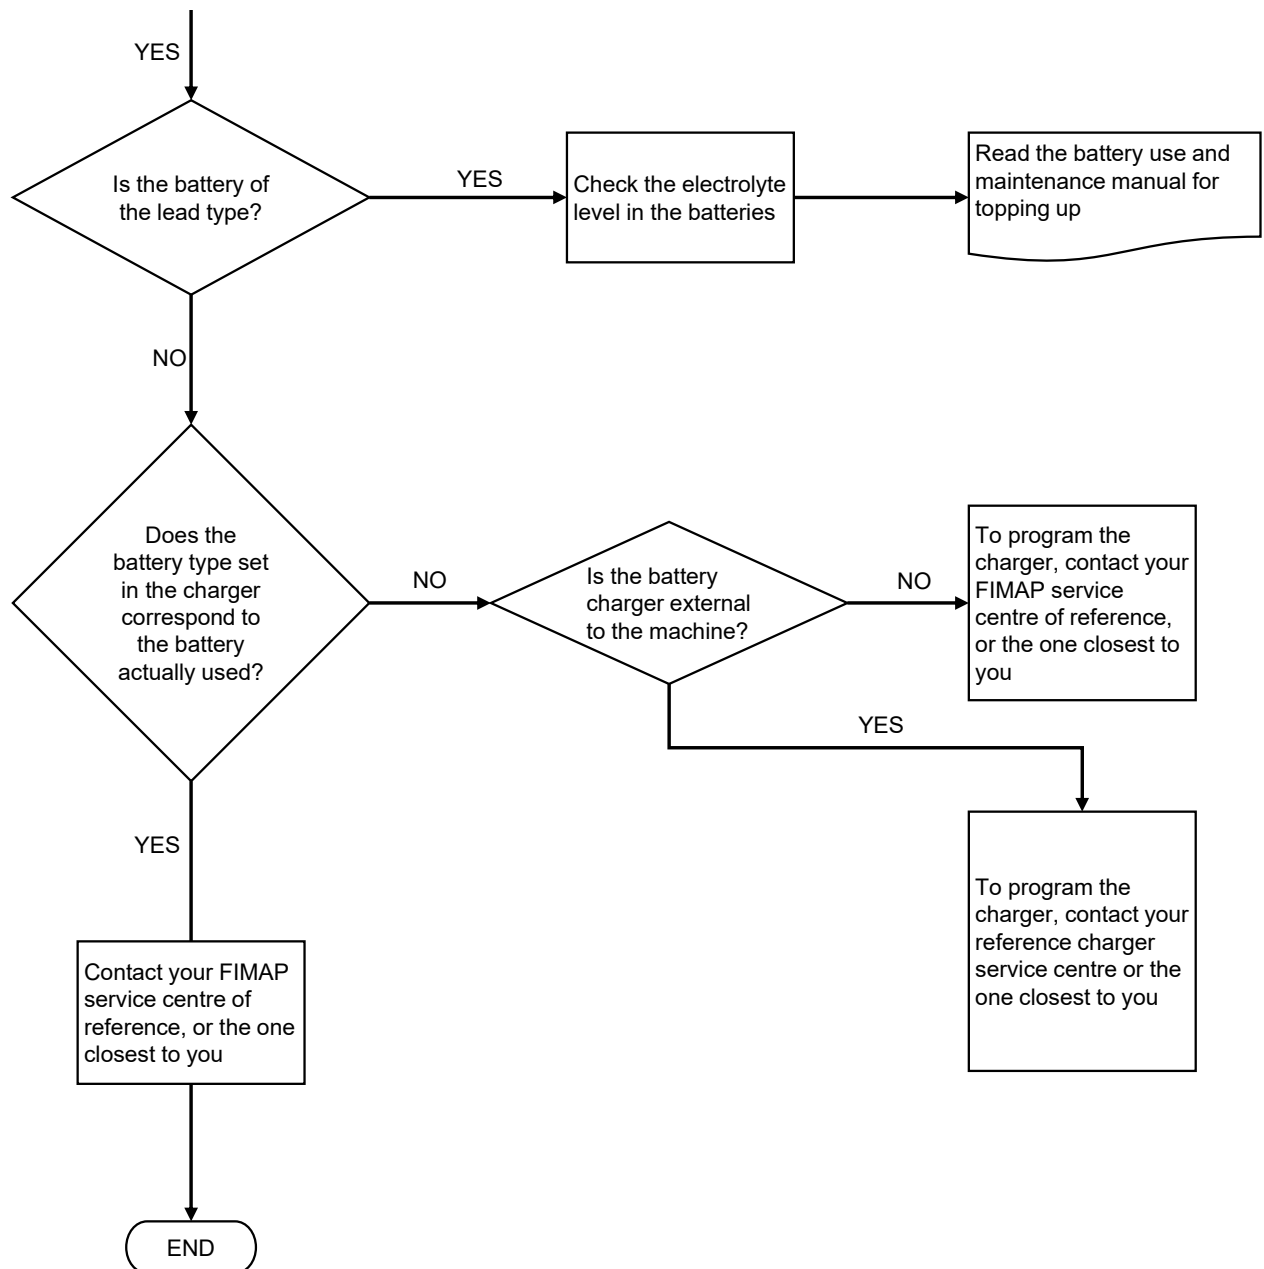 YES
Is the battery of
the lead type?
YES
Check the electrolyte
level in the batteries
Read the battery use and
maintenance manual for
topping up
NO
Does the
battery type set
in the charger
correspond to
the battery
actually used?
NO
Is the battery
charger external
to the machine?
NO
To program the
charger, contact your
FIMAP service
centre of reference,
or the one closest to
you
YES
To program the
charger, contact your
reference charger
service centre or the
one closest to you
YES
Contact your FIMAP
service centre of
reference, or the one
closest to you
END